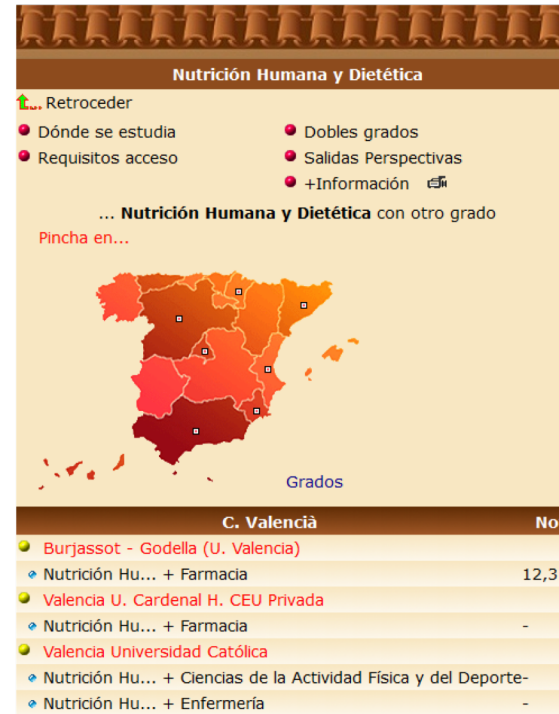 Nutrición Humana y Dietética
Retroceder
Dónde se estudia
Dobles grados
Requisitos acceso
Salidas Perspectivas
+Información
... Nutrición Humana y Dietética con otro grado
Pincha en...
Grados
C. Valencià No
Burjassot - Godella (U. Valencia)
Nutrición Hu... + Farmacia 12,3
Valencia U. Cardenal H. CEU Privada
Nutrición Hu... + Farmacia -
Valencia Universidad Católica
Nutrición Hu... + Ciencias de la Actividad Física y del Deporte-
Nutrición Hu... + Enfermería -